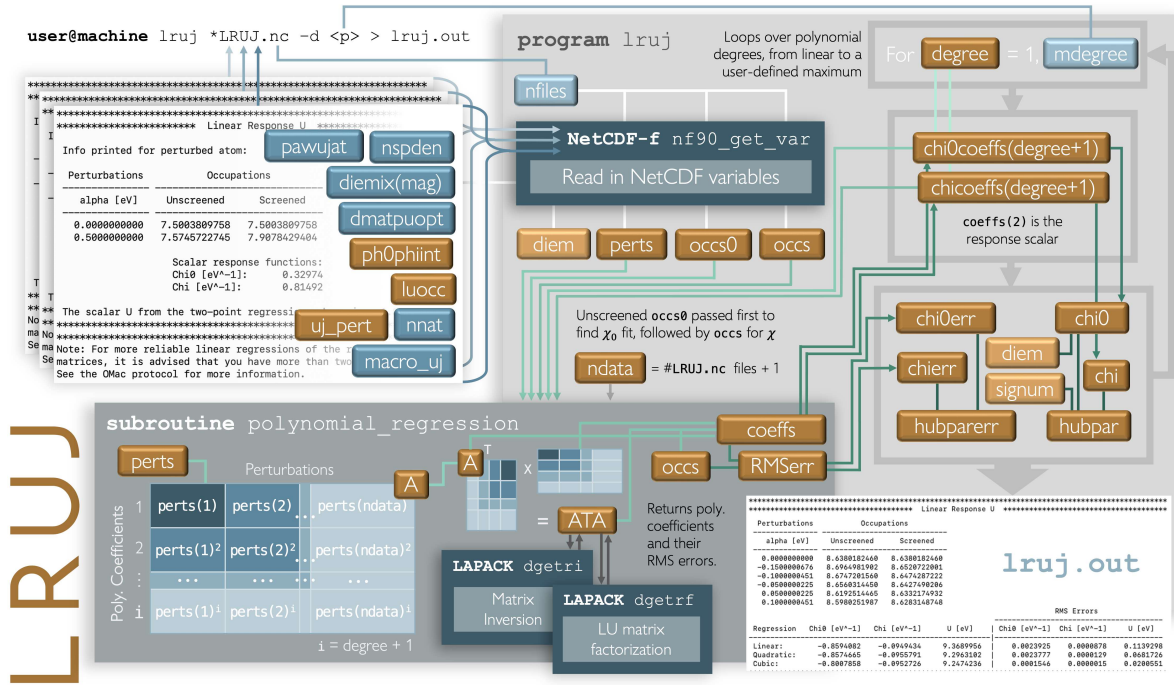 user@machine lruj *LRUJ.nc -d <p> > lruj.out
************************ Linear Response U ****************
Info printed for perturbed atom:
pawujat
nspden
Perturbations Occupations
diemix(mag)
alpha [eV] Unscreened Screened
dmatpuopt
0.0000000000 7.5003809758 7.5003809758
0.5000000000 7.5745722745 7.9078429404
ph0phiint
Scalar response functions:
Chi0 [eV^-1]: 0.32974
Chi [eV^-1]: 0.81492
luocc
The scalar U from the two-point regressi
uj_pert
nnat
Note: For more reliable linear regressions of the r
matrices, it is advised that you have more than two
See the OMac protocol for more information.
macro_uj
program lruj
Loops over polynomial
degrees, from linear to a
user-defined maximum
For degree = 1, mdegree
nfiles
NetCDF-f nf90_get_var
Read in NetCDF variables
diem
perts
occs0
occs
chi0coeffs(degree+1)
chicoeffs(degree+1)
coeffs(2) is the
response scalar
Unscreened occs0 passed first to
find χ₀ fit, followed by occs for χ
ndata = #LRUJ.nc files + 1
chi0err
chi0
diem
chierr
chi
signum
hubparerr
hubpar
LRUJ
subroutine polynomial_regression
coeffs
perts
Perturbations
A
A
T
X
occs
RMSerr
Poly. Coefficients
1 perts(1) perts(2) ... perts(ndata)
2 perts(1)² perts(2)² ... perts(ndata)²
⋮ ... ... ...
i perts(1)ⁱ perts(2)ⁱ ... perts(ndata)ⁱ
i = degree + 1
= ATA
Returns poly.
coefficients
and their
RMS errors.
LAPACK dgetri
Matrix
Inversion
LAPACK dgetrf
LU matrix
factorization
Linear Response U
Perturbations Occupations
alpha [eV] Unscreened Screened
0.0000000000 8.6380182460 8.6380182460
-0.1500000676 8.6964981902 8.6520722001
-0.1000000451 8.6747201560 8.6474287222
-0.0500000225 8.6560314450 8.6427490206
0.0500000225 8.6192514465 8.6332174932
0.1000000451 8.5980251987 8.6283148748
lruj.out
RMS Errors
Regression Chi0 [eV^-1] Chi [eV^-1] U [eV] | Chi0 [eV^-1] Chi [eV^-1] U [eV]
Linear: -0.8594082 -0.0949434 9.3689956 | 0.0023925 0.0000878 0.1139298
Quadratic: -0.8574665 -0.0955791 9.2963102 | 0.0023777 0.0000129 0.0681726
Cubic: -0.8007858 -0.0952726 9.2474236 | 0.0001546 0.0000015 0.0200551